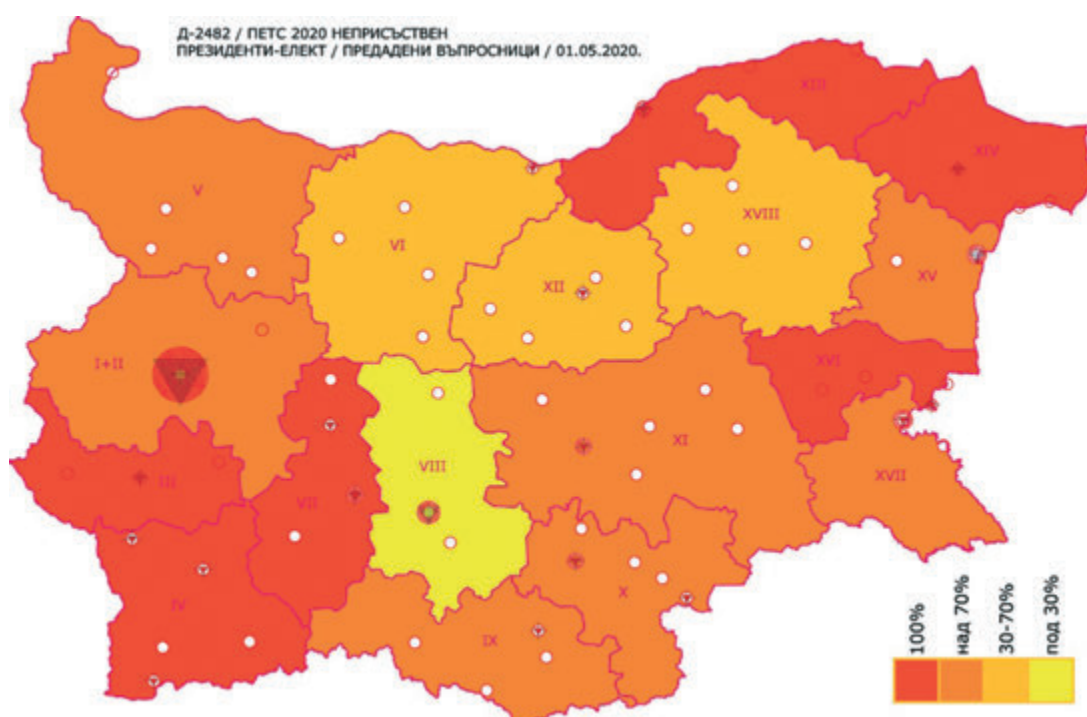 Д-2482 / ПЕТС 2020 НЕПРИСЪСТВЕН
ПРЕЗИДЕНТИ-ЕЛЕКТ / ПРЕДАДЕНИ ВЪПРОСНИЦИ / 01.05.2020.
XIII
XIV
V
XVIII
VI
XV
XII
I+II
XVI
XI
VIII
XVII
III
VII
X
IV
IX
100%
над 70%
30-70%
под 30%